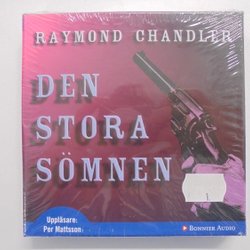 RAYMOND CHANDLER
DEN
STORA
SÖMNEN
Uppläsare:
Per Mattsson
BONNIER AUDIO